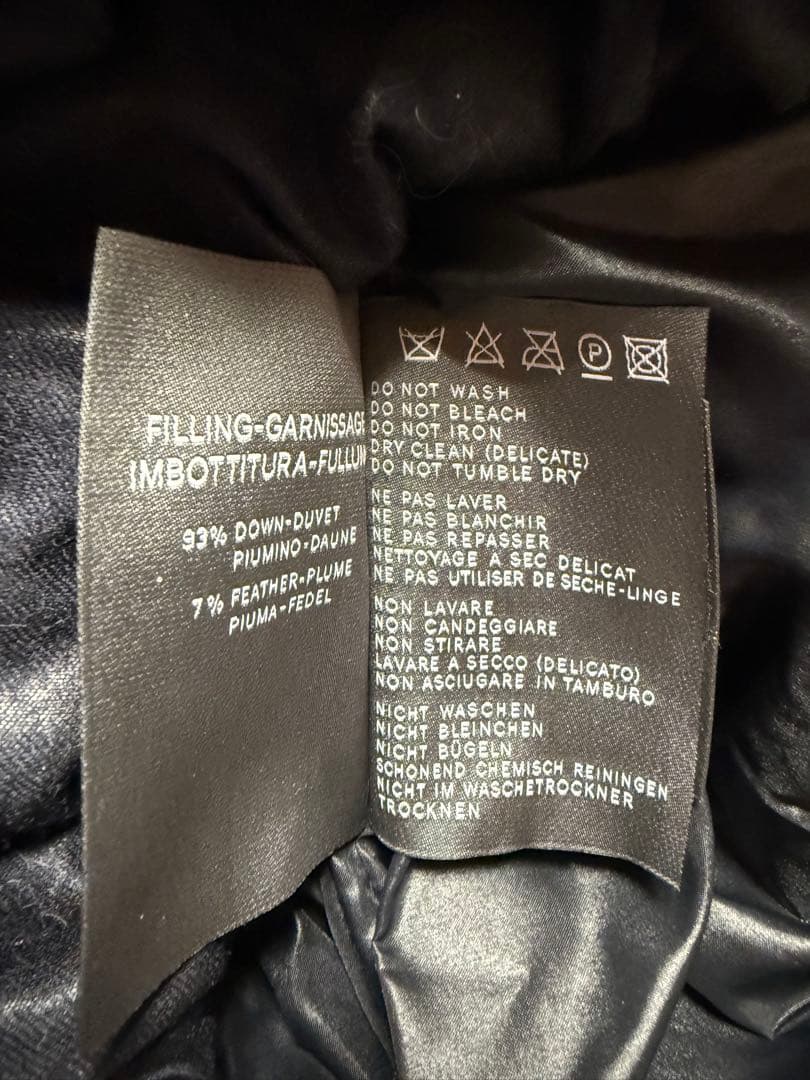 FILLING-GARNISSAGE
IMBOTTITURA-FULLUN
93% DOWN-DUVET
PIUMINO-DAUNE
7% FEATHER-PLUME
PIUMA-FEDEL
P
DO NOT WASH
DO NOT BLEACH
DO NOT IRON
DRY CLEAN (DELICATE)
DO NOT TUMBLE DRY
NE PAS LAVER
NE PAS BLANCHIR
NE PAS REPASSER
NETTOYAGE A SEC DELICAT
NE PAS UTILISER DE SECHE-LINGE
NON LAVARE
NON CANDEGGIARE
NON STIRARE
LAVARE A SECCO (DELICATO)
NON ASCIUGARE IN TAMBURO
NICHT WASCHEN
NICHT BLEINCHEN
NICHT BÜGELN
SCHONEND CHEMISCH REININGEN
NICHT IM WASCHETROCKNER
TROCKNEN